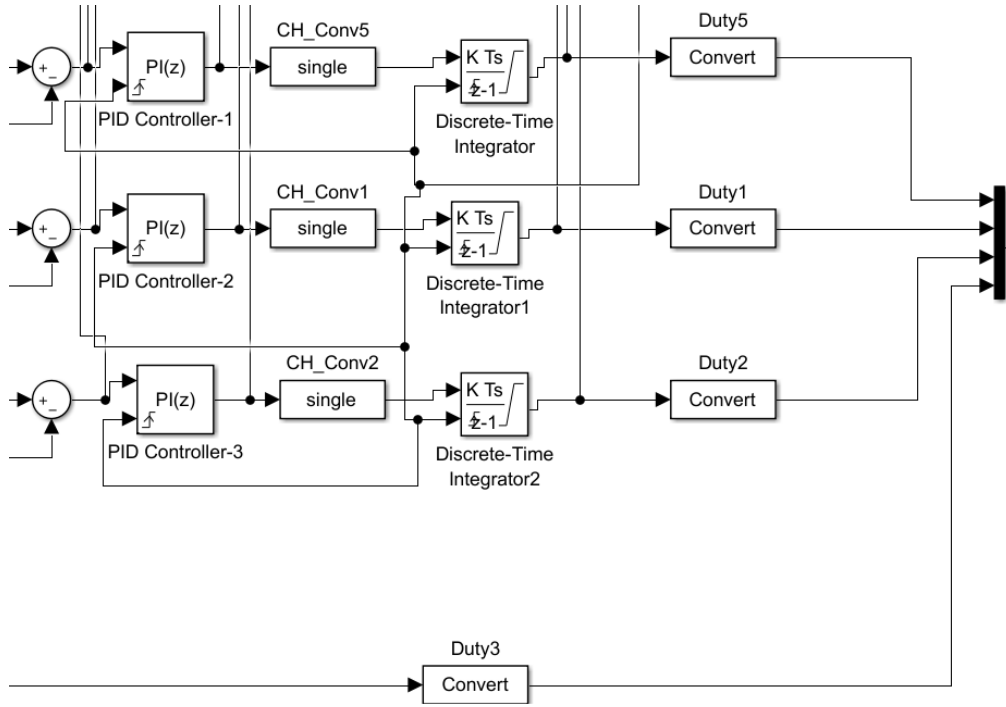 CH_Conv5
Duty5
+
−
PI(z)
single
K Ts
z-1
Convert
PID Controller-1
Discrete-Time
Integrator
CH_Conv1
Duty1
+
−
PI(z)
single
K Ts
z-1
Convert
PID Controller-2
Discrete-Time
Integrator1
CH_Conv2
Duty2
+
−
PI(z)
single
K Ts
z-1
Convert
PID Controller-3
Discrete-Time
Integrator2
Duty3
Convert